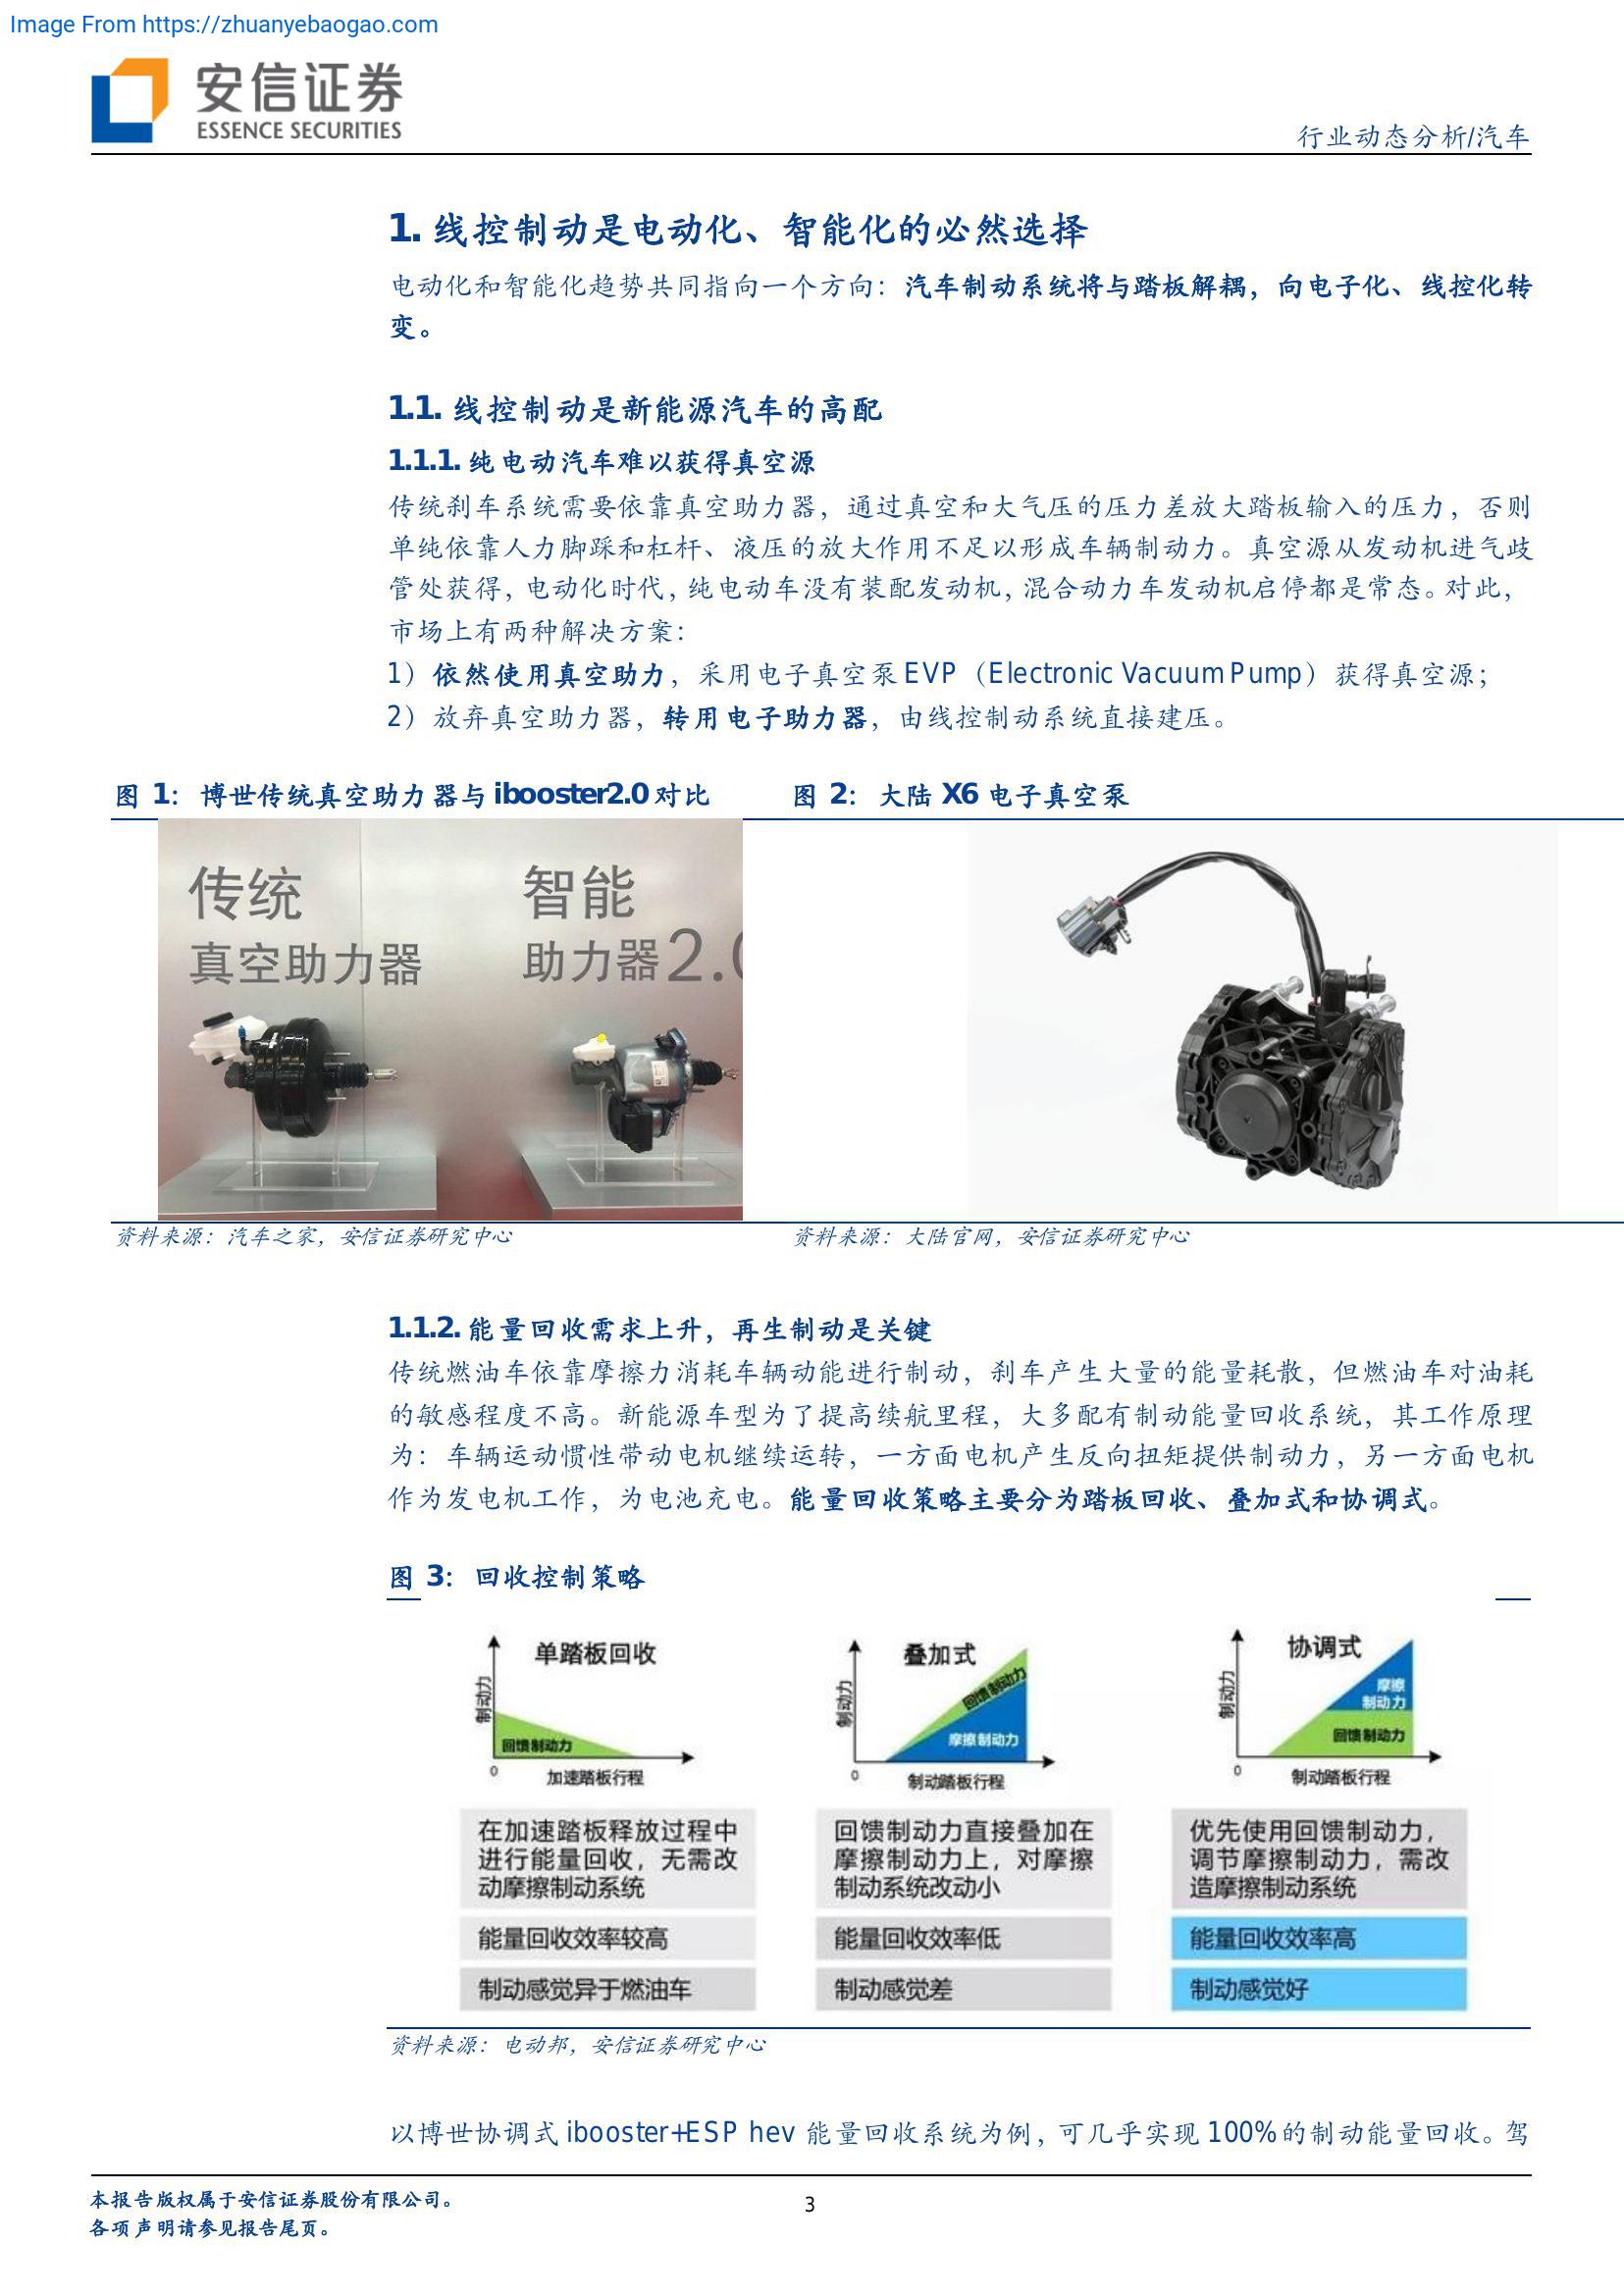 Image From https://zhuanyebaogao.com
安信证券
ESSENCE SECURITIES
行业动态分析/汽车
1. 线控制动是电动化、智能化的必然选择
电动化和智能化趋势共同指向一个方向：汽车制动系统将与踏板解耦，向电子化、线控化转
变。
1.1. 线控制动是新能源汽车的高配
1.1.1. 纯电动汽车难以获得真空源
传统刹车系统需要依靠真空助力器，通过真空和大气压的压力差放大踏板输入的压力，否则
单纯依靠人力脚踩和杠杆、液压的放大作用不足以形成车辆制动力。真空源从发动机进气歧
管处获得，电动化时代，纯电动车没有装配发动机，混合动力车发动机启停都是常态。对此，
市场上有两种解决方案：
1）依然使用真空助力，采用电子真空泵 EVP（Electronic Vacuum Pump）获得真空源；
2）放弃真空助力器，转用电子助力器，由线控制动系统直接建压。
图 1：博世传统真空助力器与 ibooster2.0 对比
图 2：大陆 X6 电子真空泵
传统
真空助力器
智能
助力器2.0
资料来源：汽车之家，安信证券研究中心
资料来源：大陆官网，安信证券研究中心
1.1.2. 能量回收需求上升，再生制动是关键
传统燃油车依靠摩擦力消耗车辆动能进行制动，刹车产生大量的能量耗散，但燃油车对油耗
的敏感程度不高。新能源车型为了提高续航里程，大多配有制动能量回收系统，其工作原理
为：车辆运动惯性带动电机继续运转，一方面电机产生反向扭矩提供制动力，另一方面电机
作为发电机工作，为电池充电。能量回收策略主要分为踏板回收、叠加式和协调式。
图 3：回收控制策略
单踏板回收
制动力
回馈制动力
0
加速踏板行程
在加速踏板释放过程中
进行能量回收，无需改
动摩擦制动系统
能量回收效率较高
制动感觉异于燃油车
叠加式
制动力
回馈制动力
摩擦制动力
0
制动踏板行程
回馈制动力直接叠加在
摩擦制动力上，对摩擦
制动系统改动小
能量回收效率低
制动感觉差
协调式
制动力
摩擦
制动力
回馈制动力
0
制动踏板行程
优先使用回馈制动力，
调节摩擦制动力，需改
造摩擦制动系统
能量回收效率高
制动感觉好
资料来源：电动邦，安信证券研究中心
以博世协调式 ibooster+ESP hev 能量回收系统为例，可几乎实现 100%的制动能量回收。驾
本报告版权属于安信证券股份有限公司。
各项声明请参见报告尾页。
3